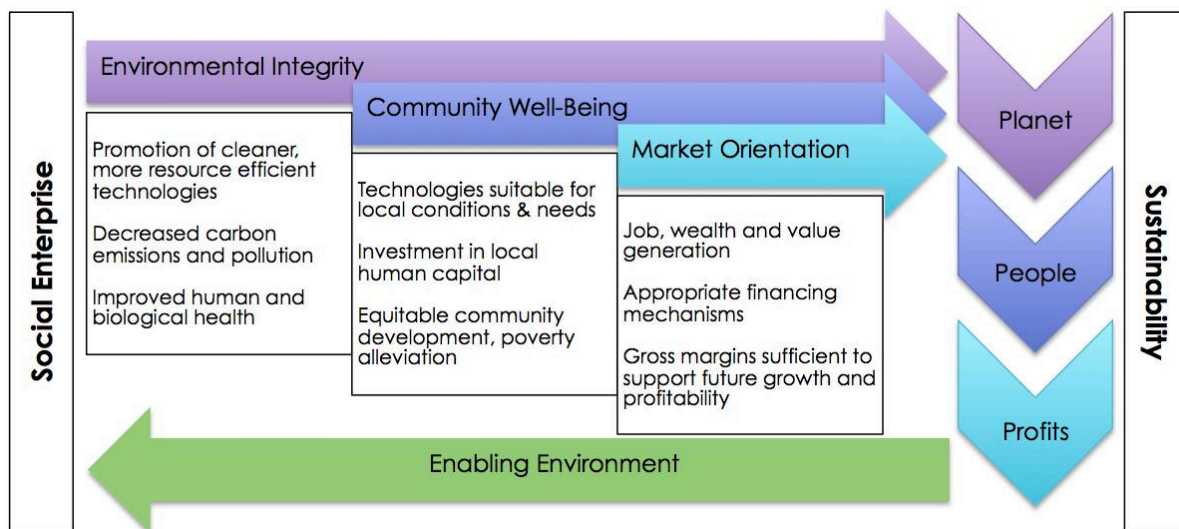 Social Enterprise
Environmental Integrity
Promotion of cleaner,
more resource efficient
technologies
Decreased carbon
emissions and pollution
Improved human and
biological health
Community Well-Being
Technologies suitable for
local conditions & needs
Investment in local
human capital
Equitable community
development, poverty
alleviation
Market Orientation
Job, wealth and value
generation
Appropriate financing
mechanisms
Gross margins sufficient to
support future growth and
profitability
Enabling Environment
Planet
People
Profits
Sustainability